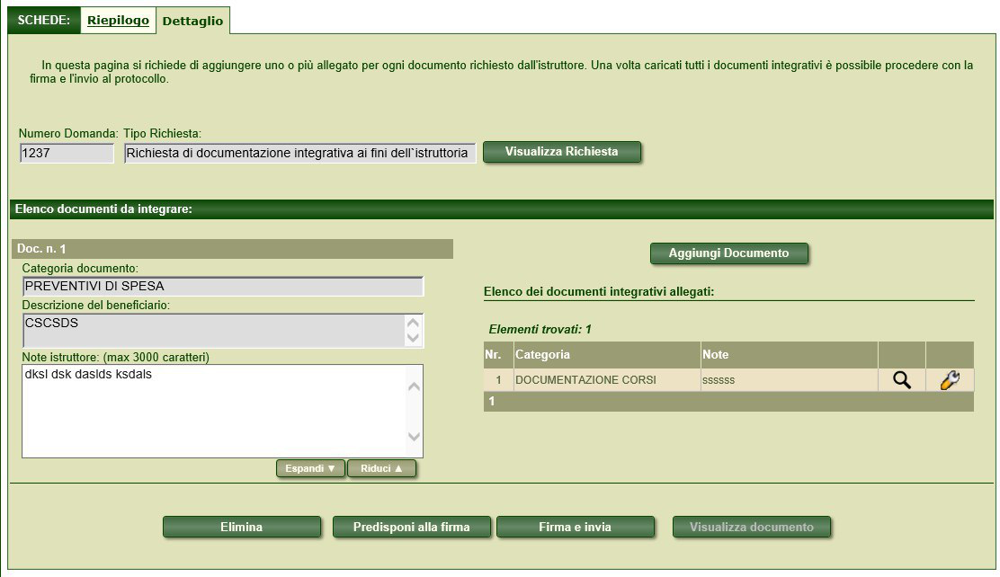 SCHEDE: Riepilogo Dettaglio
In questa pagina si richiede di aggiungere uno o più allegato per ogni documento richiesto dall'istruttore. Una volta caricati tutti i documenti integrativi è possibile procedere con la
firma e l'invio al protocollo.
Numero Domanda: Tipo Richiesta:
1237 Richiesta di documentazione integrativa ai fini dell`istruttoria Visualizza Richiesta
Elenco documenti da integrare:
Doc. n. 1
Categoria documento:
PREVENTIVI DI SPESA
Descrizione del beneficiario:
CSCSDS
Note istruttore: (max 3000 caratteri)
dksl dsk daslds ksdals
Espandi ▼ Riduci ▲
Aggiungi Documento
Elenco dei documenti integrativi allegati:
Elementi trovati: 1
Nr. Categoria Note
1 DOCUMENTAZIONE CORSI ssssss
1
Elimina Predisponi alla firma Firma e invia Visualizza documento